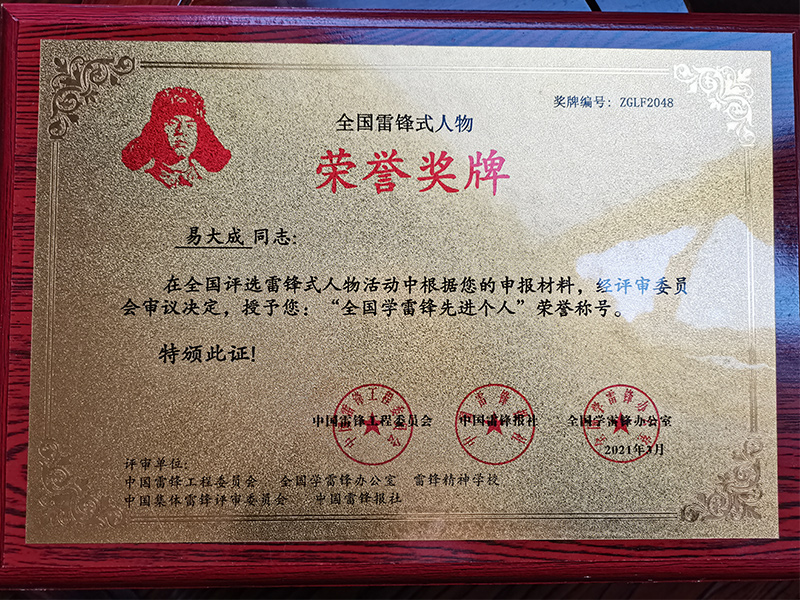 奖牌编号：ZGLF2048
全国雷锋式人物
荣誉奖牌
易大成 同志：
在全国评选雷锋式人物活动中根据您的申报材料，经评审委员
会审议决定，授予您：“全国学雷锋先进个人”荣誉称号。
特颁此证！
中国雷锋工程委员会 中国雷锋报社 全国学雷锋办公室
2021年3月
评审单位：
中国雷锋工程委员会 全国学雷锋办公室 雷锋精神学校
中国集体雷锋评审委员会 中国雷锋报社